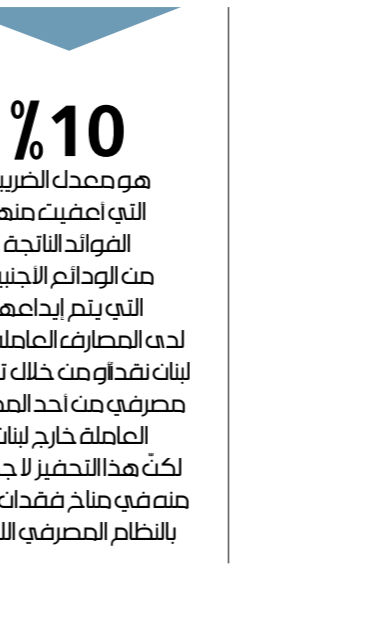 %10
هو معدل الضريب
التي أعفيت منه
الفوائد الناتجة
من الودائع الأجنبي
التي يتم إيداعه
لدى المصارف العامل
لبنان نقداً أو من خلال ت
مصرفي من أحد الم
العاملة خارج لبنان
لكنّ هذا التحفيز لا ج
منه في مناخ فقدان
بالنظام المصرفي الل